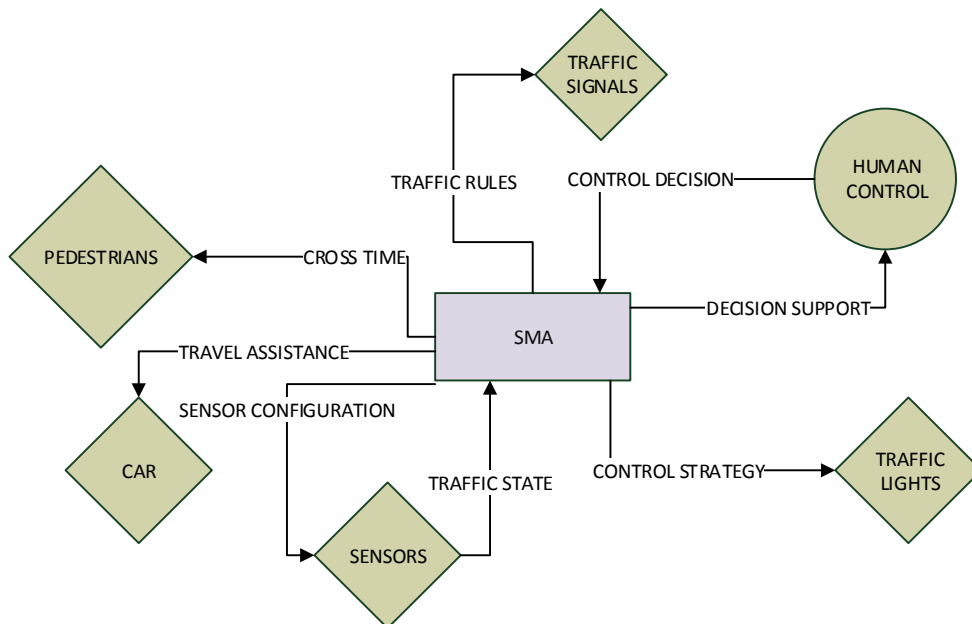 TRAFFIC
SIGNALS
HUMAN
CONTROL
TRAFFIC RULES
CONTROL DECISION
PEDESTRIANS
CROSS TIME
DECISION SUPPORT
SMA
TRAVEL ASSISTANCE
SENSOR CONFIGURATION
CAR
TRAFFIC STATE
CONTROL STRATEGY
TRAFFIC
LIGHTS
SENSORS